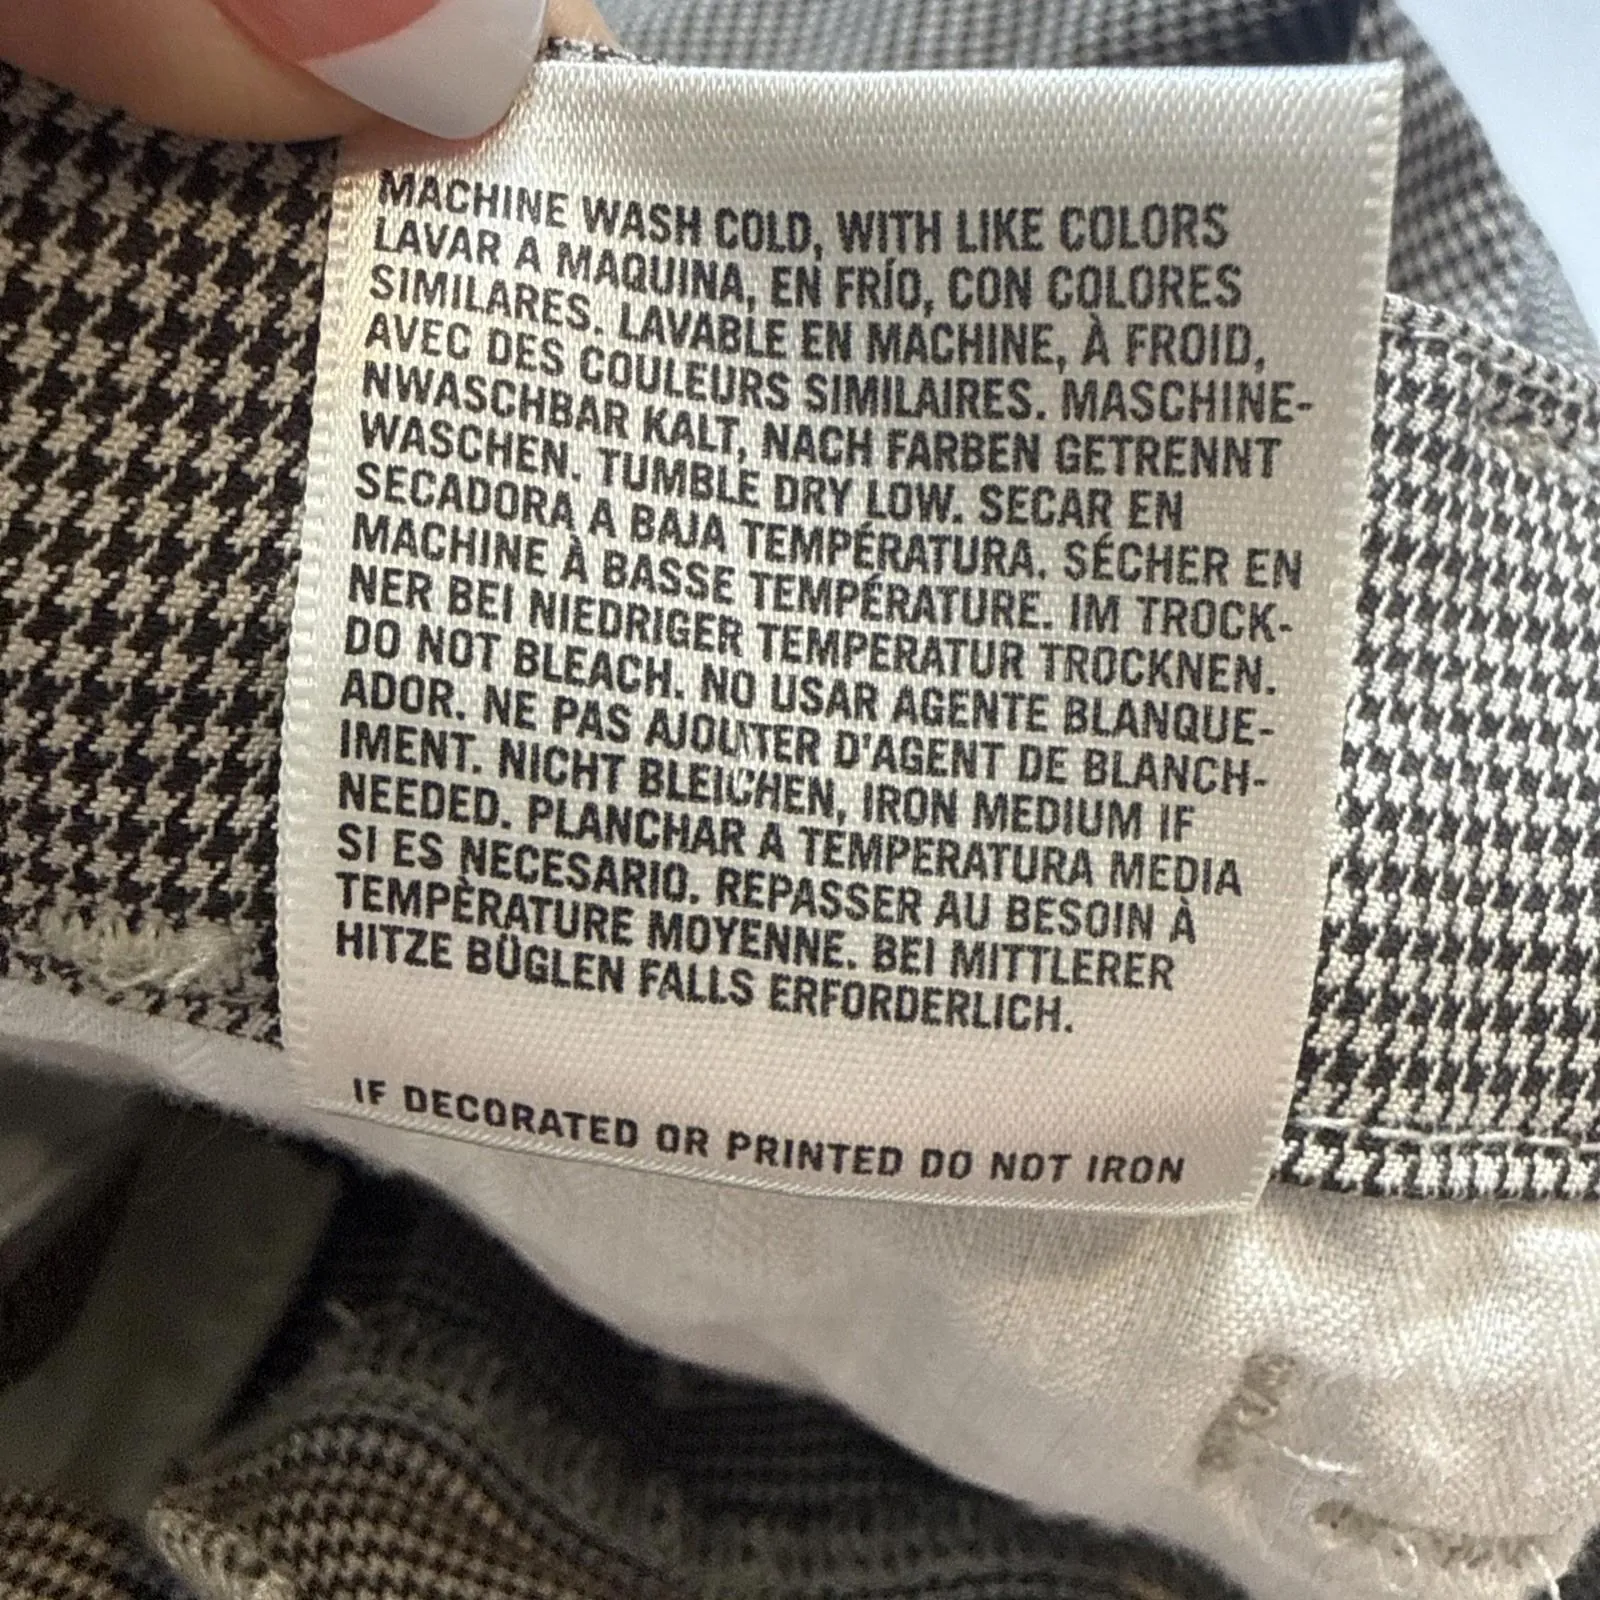 MACHINE WASH COLD, WITH LIKE COLORS
LAVAR A MAQUINA, EN FRÍO, CON COLORES
SIMILARES. LAVABLE EN MACHINE, À FROID,
AVEC DES COULEURS SIMILAIRES. MASCHINE-
NWASCHBAR KALT, NACH FARBEN GETRENNT
WASCHEN. TUMBLE DRY LOW. SECAR EN
SECADORA A BAJA TEMPÉRATURA. SÉCHER EN
MACHINE À BASSE TEMPÉRATURE. IM TROCK-
NER BEI NIEDRIGER TEMPERATUR TROCKNEN.
DO NOT BLEACH. NO USAR AGENTE BLANQUE-
ADOR. NE PAS AJOUTER D'AGENT DE BLANCH-
IMENT. NICHT BLEICHEN, IRON MEDIUM IF
NEEDED. PLANCHAR A TEMPERATURA MEDIA
SI ES NECESARIO. REPASSER AU BESOIN À
TEMPÈRATURE MOYENNE. BEI MITTLERER
HITZE BÜGLEN FALLS ERFORDERLICH.
IF DECORATED OR PRINTED DO NOT IRON